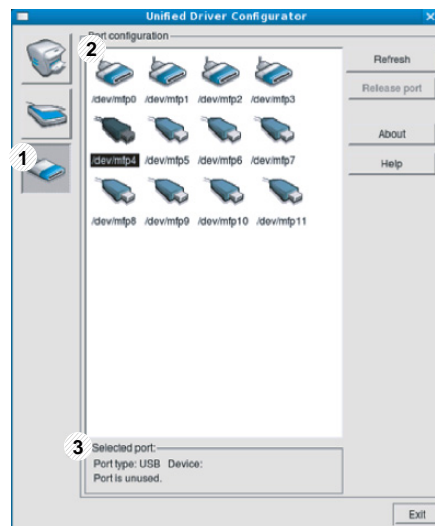 Unified Driver Configurator
2
Port configuration
/dev/mfp0 /dev/mfp1 /dev/mfp2 /dev/mfp3
/dev/mfp4 /dev/mfp5 /dev/mfp6 /dev/mfp7
/dev/mfp8 /dev/mfp9 /dev/mfp10 /dev/mfp11
Refresh
Release port
About
Help
1
3
Selected port:
Port type: USB Device:
Port is unused.
Exit